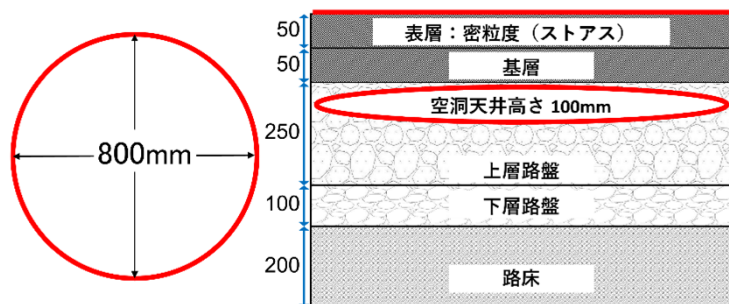 800mm
50
表層：密粒度（ストアス）
50
基層
空洞天井高さ 100mm
250
上層路盤
100
下層路盤
200
路床